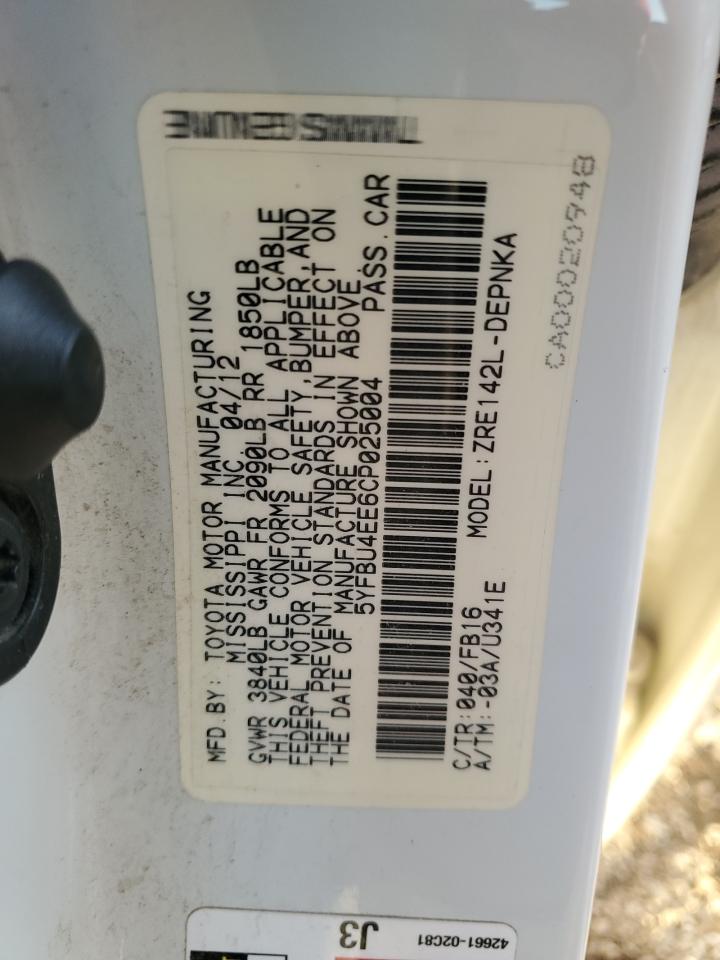 MFD.BY: TOYOTA MOTOR MANUFACTURING
MISSISSIPPI INC. 04/12
GVWR 3840LB GAWR FR 2090LB RR 1850LB
THIS VEHICLE CONFORMS TO ALL APPLICABLE
FEDERAL MOTOR VEHICLE SAFETY, BUMPER, AND
THEFT PREVENTION STANDARDS IN EFFECT ON
THE DATE OF MANUFACTURE SHOWN ABOVE.
5YFBU4EE6CP025004 PASS.CAR
C/TR:040/FB16 MODEL:ZRE142L-DEPNKA
A/TM:-03A/U341E
CA00020948
J3
42661-02C81